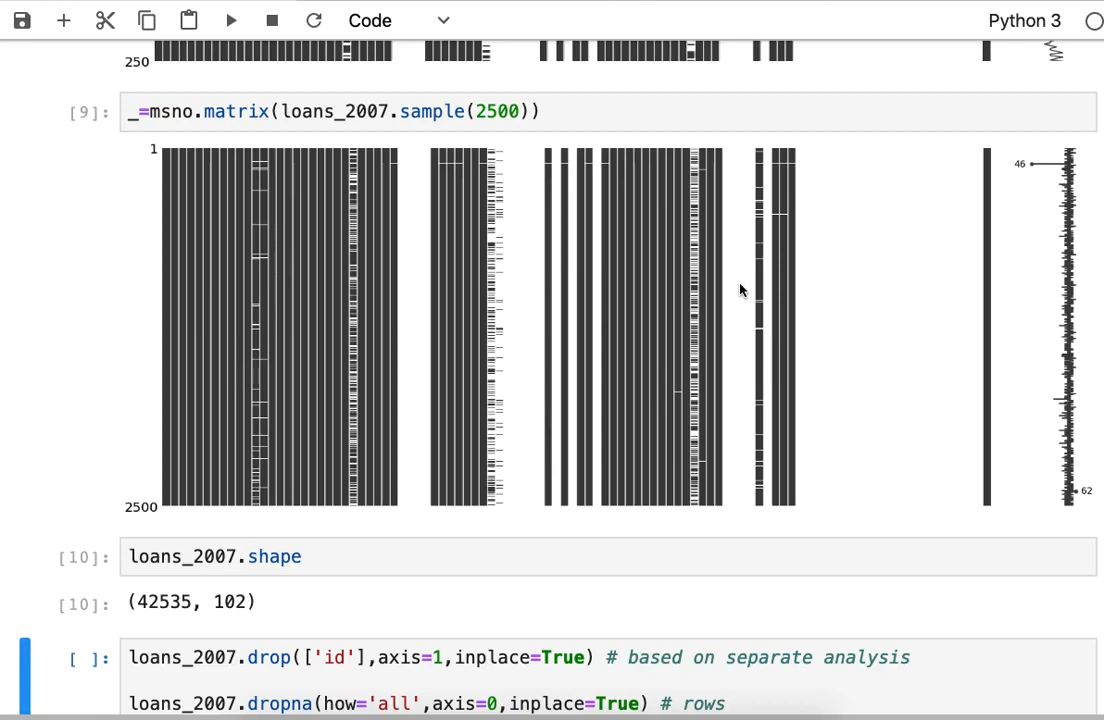 Code
Python 3
250
[9]:
_=msno.matrix(loans_2007.sample(2500))
1
46
2500
62
[10]:
loans_2007.shape
[10]:
(42535, 102)
[ ]:
loans_2007.drop(['id'],axis=1,inplace=True) # based on separate analysis
loans_2007.dropna(how='all',axis=0,inplace=True) # rows